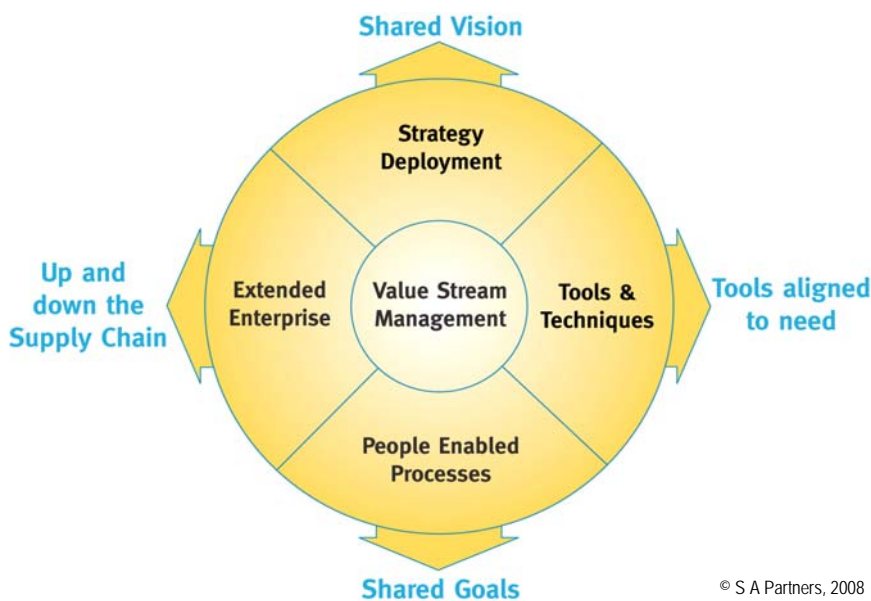 Shared Vision
Strategy
Deployment
Up and
down the
Supply Chain
Extended
Enterprise
Value Stream
Management
Tools &
Techniques
Tools aligned
to need
People Enabled
Processes
Shared Goals
© S A Partners, 2008